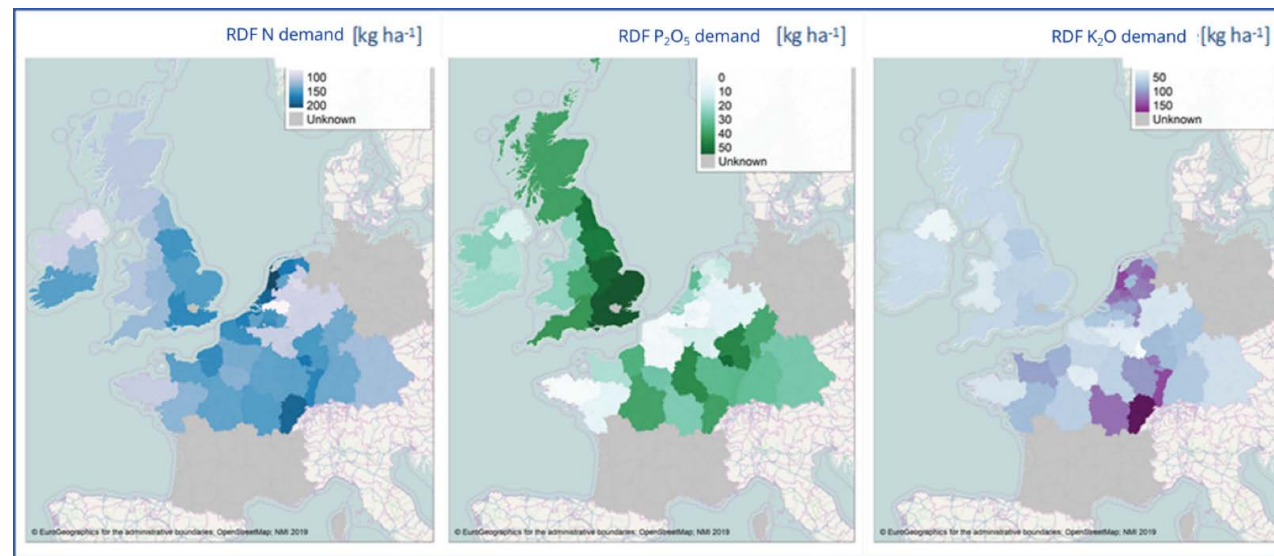 RDF N demand [kg ha⁻¹]
100
150
200
Unknown
© EuroGeographics for the administrative boundaries; OpenStreetMap; NMI 2019
RDF P₂O₅ demand [kg ha⁻¹]
0
10
20
30
40
50
Unknown
© EuroGeographics for the administrative boundaries; OpenStreetMap; NMI 2019
RDF K₂O demand [kg ha⁻¹]
50
100
150
Unknown
© EuroGeographics for the administrative boundaries; OpenStreetMap; NMI 2019